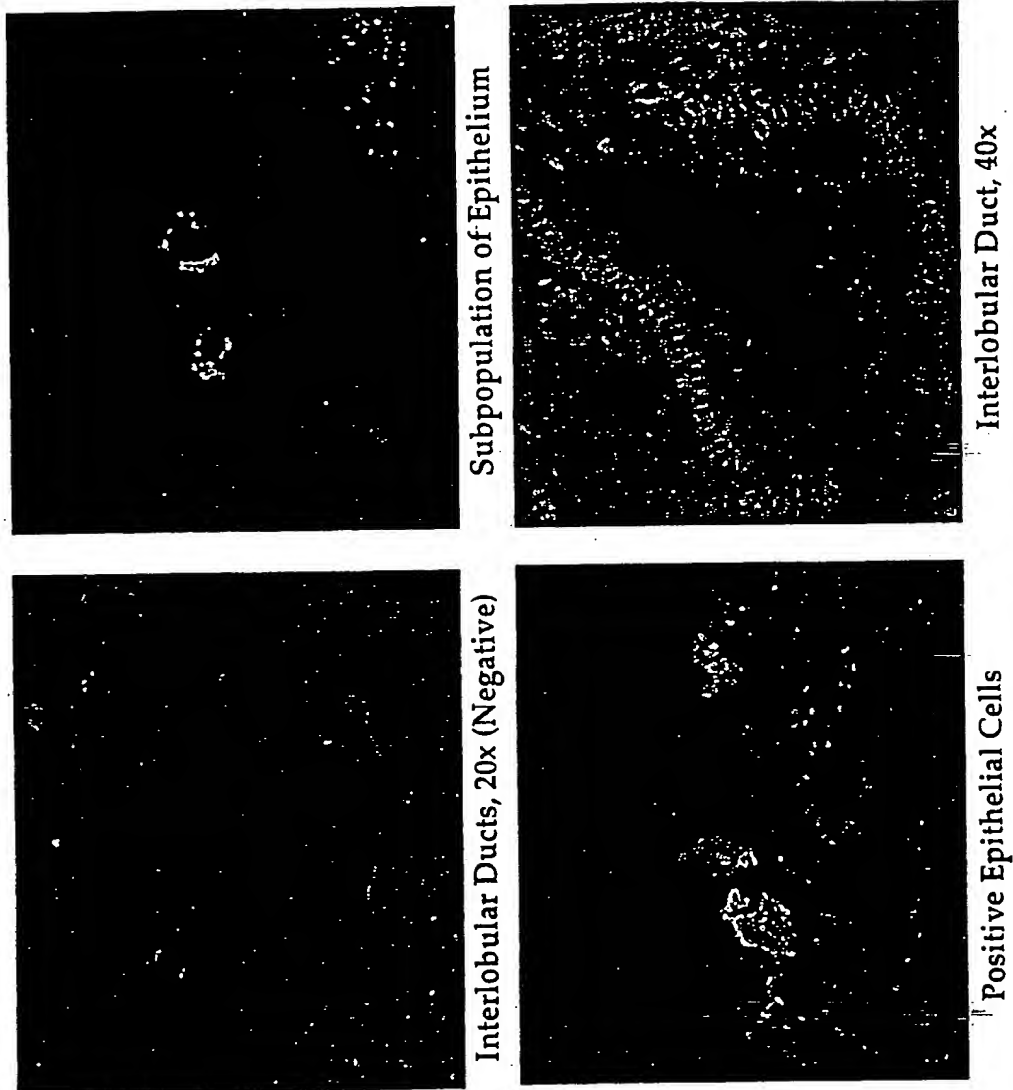 Interlobular Ducts, 20x (Negative)
Subpopulation of Epithelium
Positive Epithelial Cells
Interlobular Duct, 40x